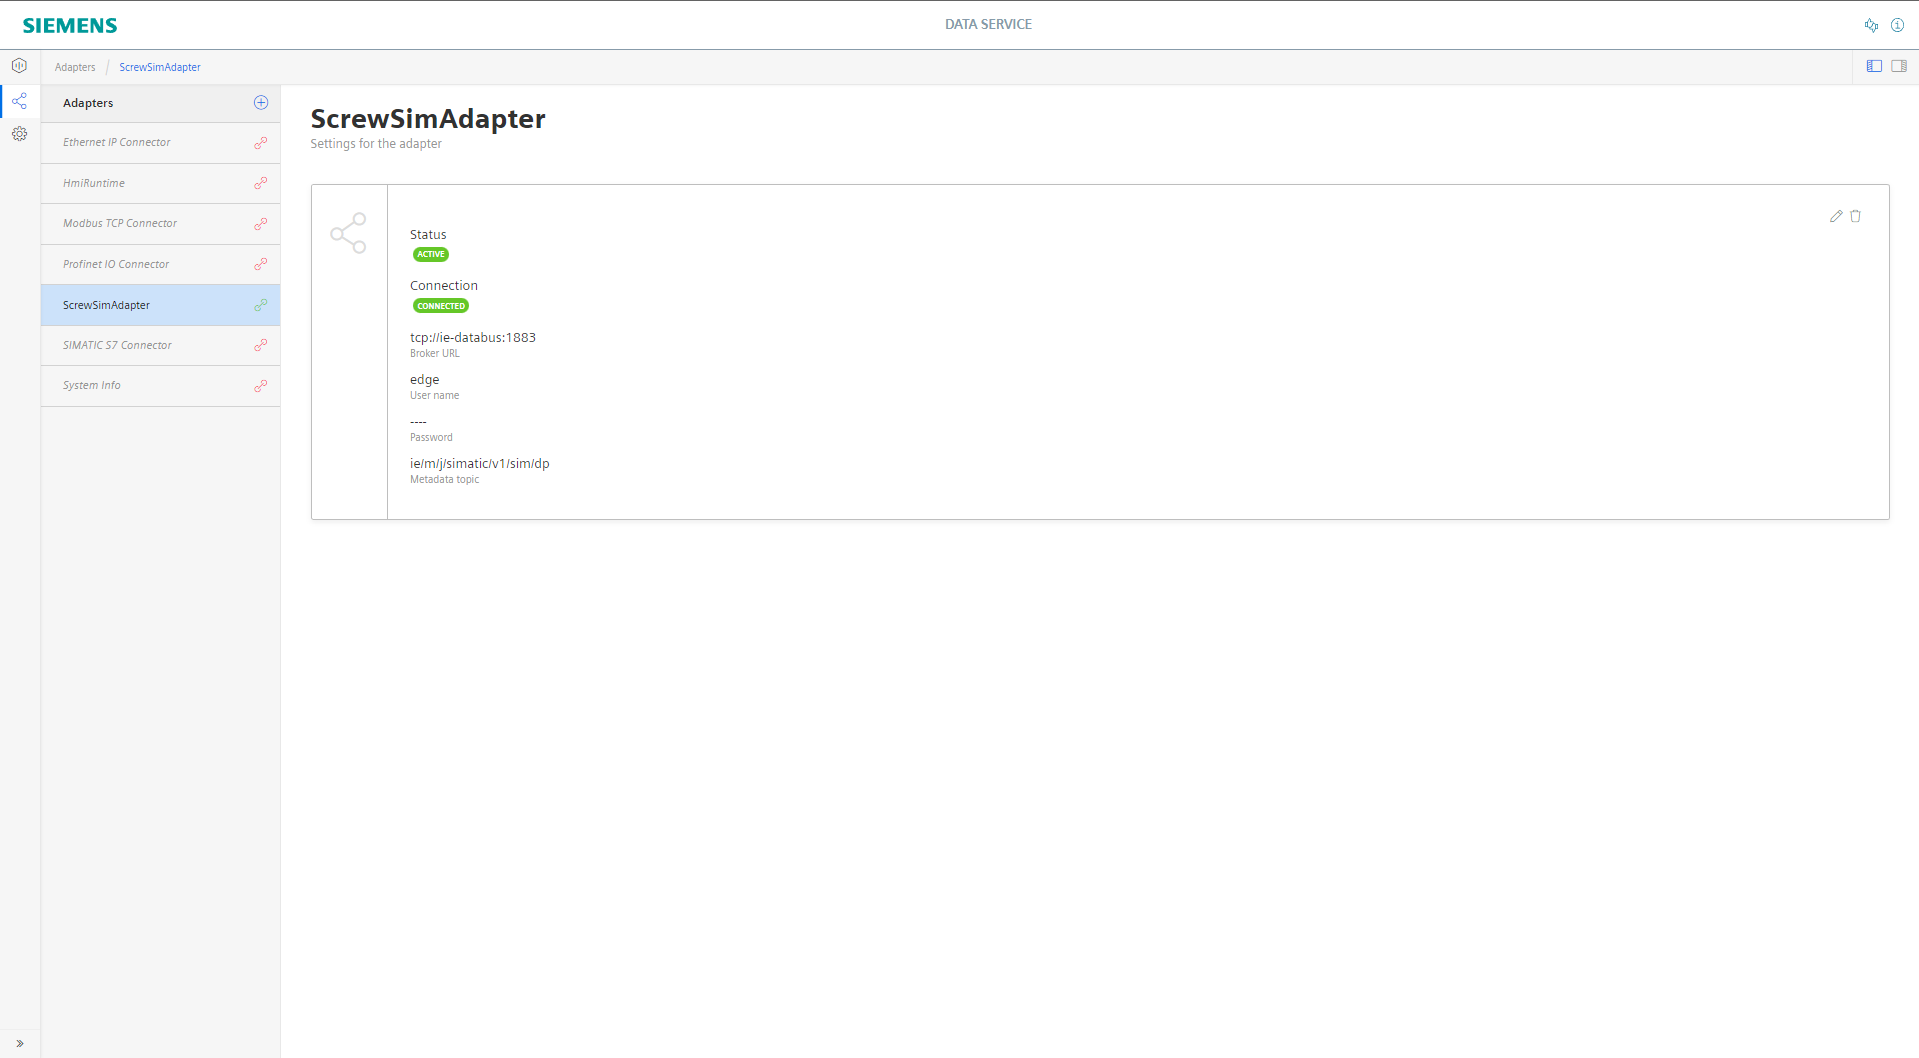 SIEMENS
DATA SERVICE
Adapters
ScrewSimAdapter
Adapters
Ethernet IP Connector
HmiRuntime
Modbus TCP Connector
Profinet IO Connector
ScrewSimAdapter
SIMATIC S7 Connector
System Info
ScrewSimAdapter
Settings for the adapter
Status
ACTIVE
Connection
CONNECTED
tcp://ie-databus:1883
Broker URL
edge
User name
----
Password
ie/m/j/simatic/v1/sim/dp
Metadata topic